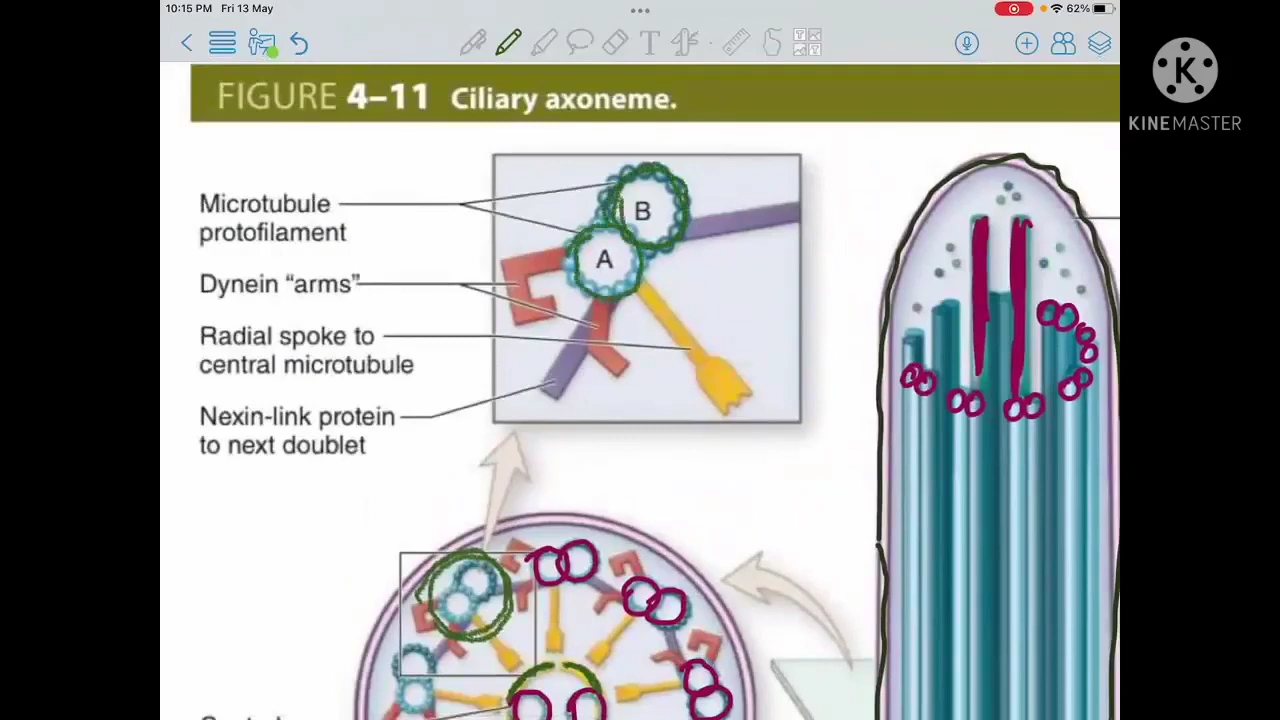 10:15 PM Fri 13 May
62%
K
KINEMASTER
FIGURE 4–11 Ciliary axoneme.
Microtubule
protofilament
Dynein “arms”
Radial spoke to
central microtubule
Nexin-link protein
to next doublet
B
A